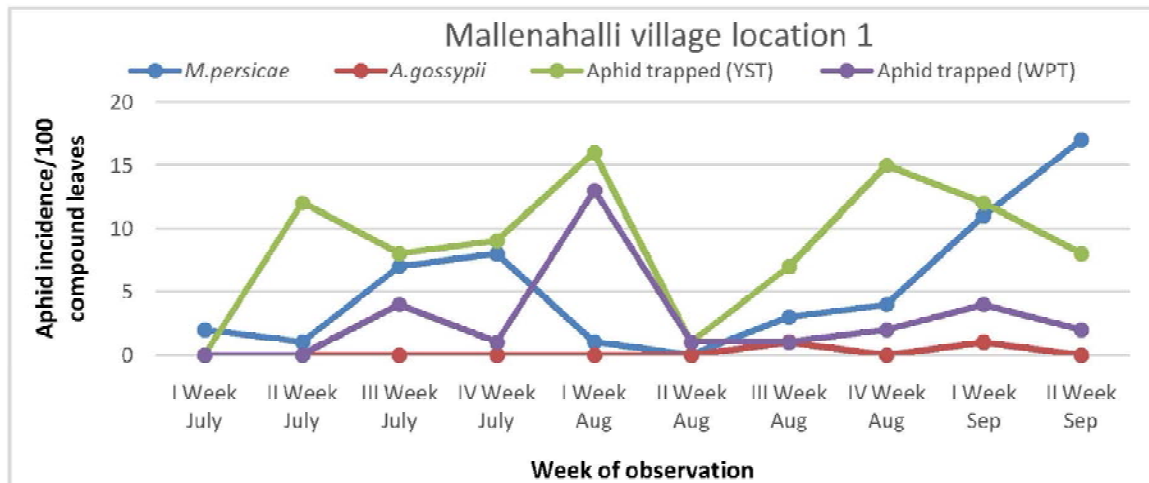 Mallenahalli village location 1
M.persicae A.gossypii Aphid trapped (YST) Aphid trapped (WPT)
Aphid incidence/100
compound leaves
20
15
10
5
0
I Week II Week III Week IV Week I Week II Week III Week IV Week I Week II Week
July July July July Aug Aug Aug Aug Sep Sep
Week of observation